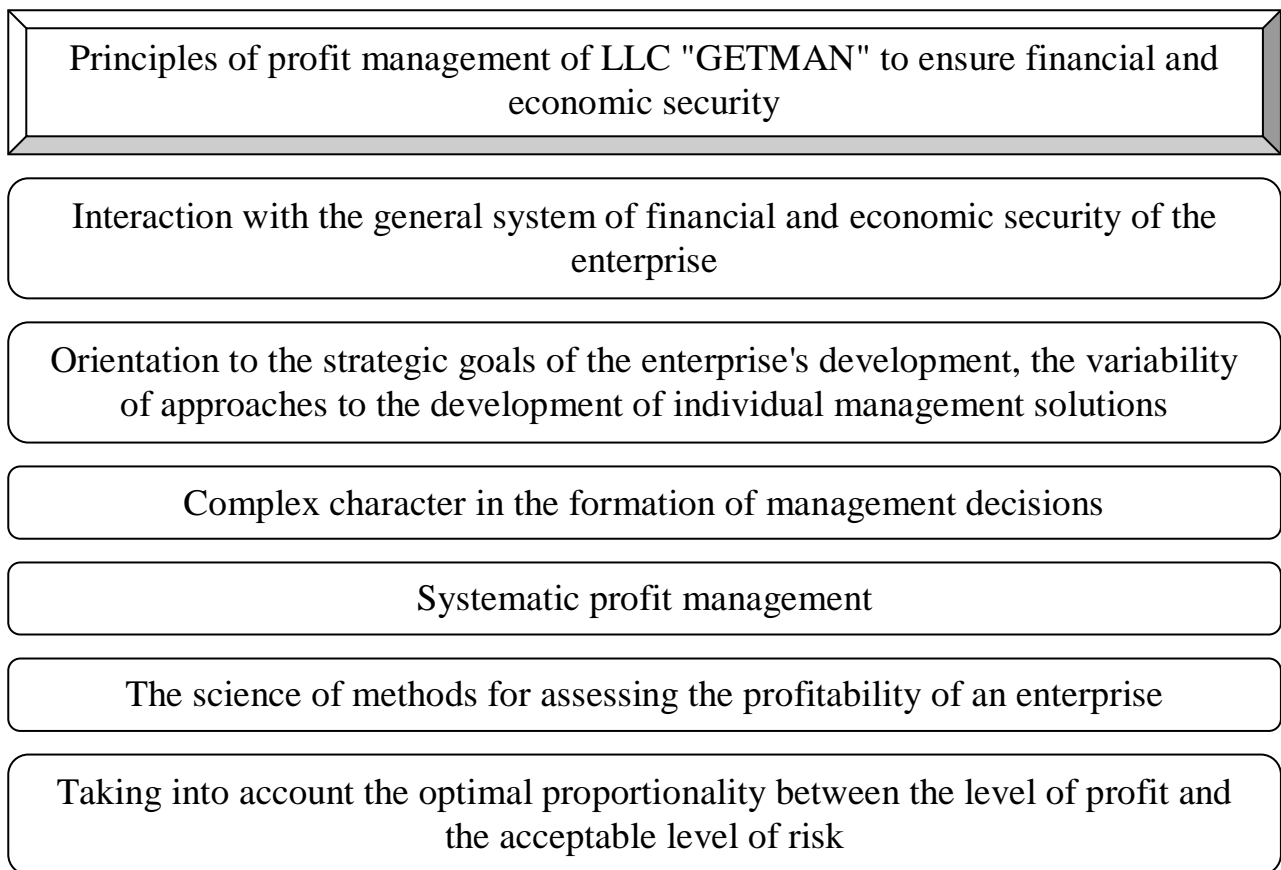 Principles of profit management of LLC "GETMAN" to ensure financial and
economic security
Interaction with the general system of financial and economic security of the
enterprise
Orientation to the strategic goals of the enterprise's development, the variability
of approaches to the development of individual management solutions
Complex character in the formation of management decisions
Systematic profit management
The science of methods for assessing the profitability of an enterprise
Taking into account the optimal proportionality between the level of profit and
the acceptable level of risk